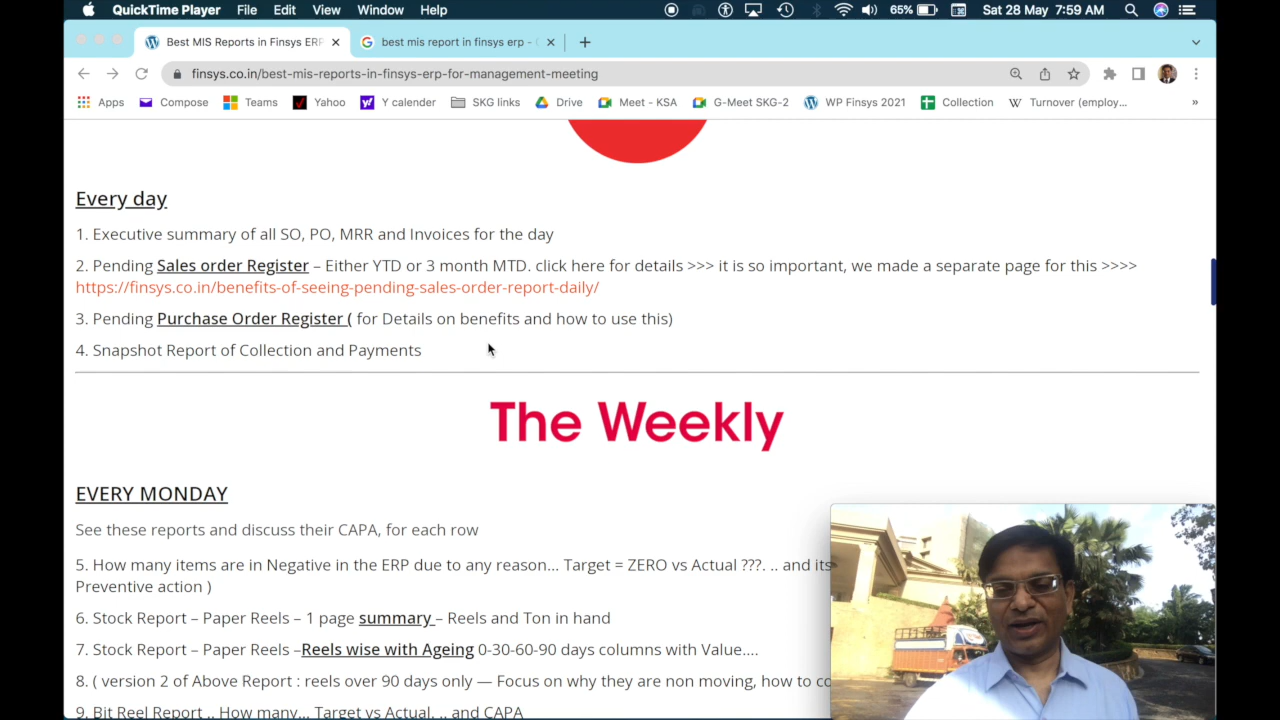 QuickTime Player File Edit View Window Help 65% Sat 28 May 7:59 AM
Best MIS Reports in Finsys ERP best mis report in finsys erp -
finsys.co.in/best-mis-reports-in-finsys-erp-for-management-meeting
Apps Compose Teams Yahoo Y calender SKG links Drive Meet - KSA G-Meet SKG-2 WP Finsys 2021 Collection Turnover (employ... »
Every day
1. Executive summary of all SO, PO, MRR and Invoices for the day
2. Pending Sales order Register – Either YTD or 3 month MTD. click here for details >>> it is so important, we made a separate page for this >>>>
https://finsys.co.in/benefits-of-seeing-pending-sales-order-report-daily/
3. Pending Purchase Order Register ( for Details on benefits and how to use this)
4. Snapshot Report of Collection and Payments
The Weekly
EVERY MONDAY
See these reports and discuss their CAPA, for each row
5. How many items are in Negative in the ERP due to any reason... Target = ZERO vs Actual ???. .. and its
Preventive action )
6. Stock Report – Paper Reels – 1 page summary – Reels and Ton in hand
7. Stock Report – Paper Reels –Reels wise with Ageing 0-30-60-90 days columns with Value....
8. ( version 2 of Above Report : reels over 90 days only — Focus on why they are non moving, how to
9. Bit Reel Report .. How many... Target vs Actual. .. and CAPA